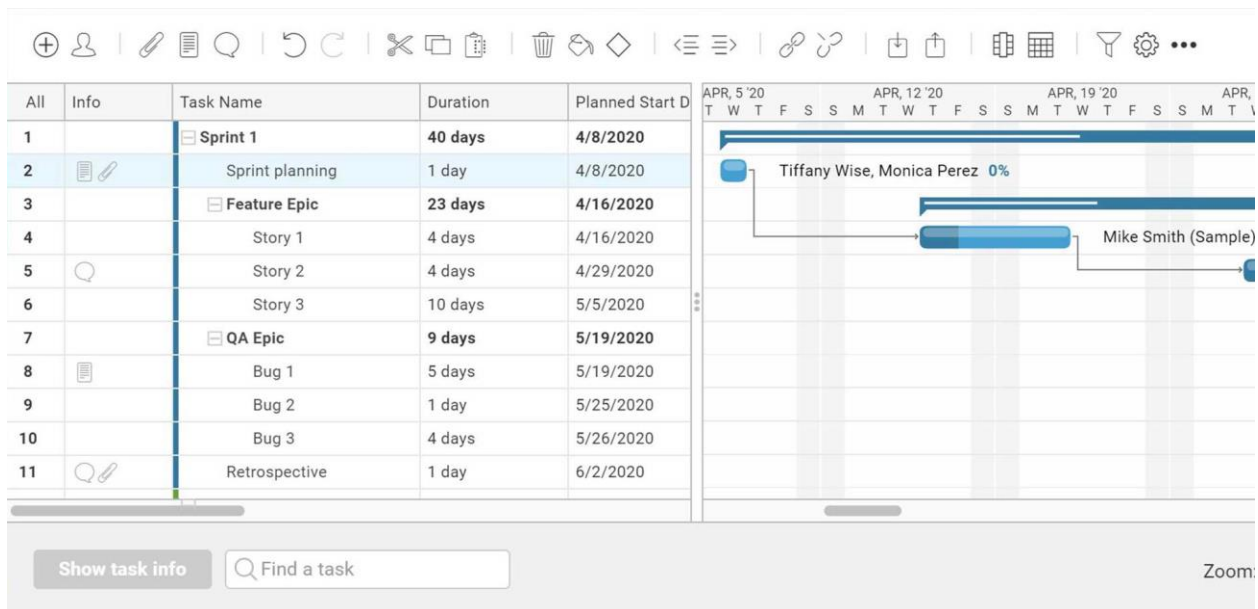 All Info Task Name Duration Planned Start D
APR, 5 '20 APR, 12 '20 APR, 19 '20 APR,
T W T F S S M T W T F S S M T W T F S S M T
1 Sprint 1 40 days 4/8/2020
2 Sprint planning 1 day 4/8/2020 Tiffany Wise, Monica Perez 0%
3 Feature Epic 23 days 4/16/2020
4 Story 1 4 days 4/16/2020 Mike Smith (Sample)
5 Story 2 4 days 4/29/2020
6 Story 3 10 days 5/5/2020
7 QA Epic 9 days 5/19/2020
8 Bug 1 5 days 5/19/2020
9 Bug 2 1 day 5/25/2020
10 Bug 3 4 days 5/26/2020
11 Retrospective 1 day 6/2/2020
Show task info Find a task Zoom: